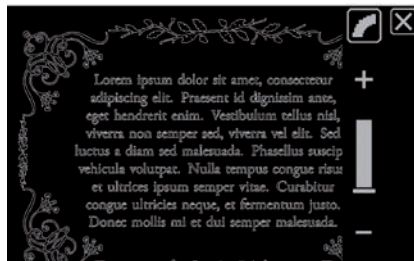 Lorem ipsum dolor sit amet, consectetur
adipiscing elit. Praesent id dignissim ante,
eget hendrerit enim. Vestibulum tellus nisl,
viverra non semper sed, viverra vel elit. Sed
luctus a diam sed malesuada. Phasellus suscip
vehicula volutpat. Nulla tempus congue risus
et ultrices ipsum semper vitae. Curabitur
congue ultricies neque, et fermentum justo.
Donec mollis mi et dui semper malesuada.